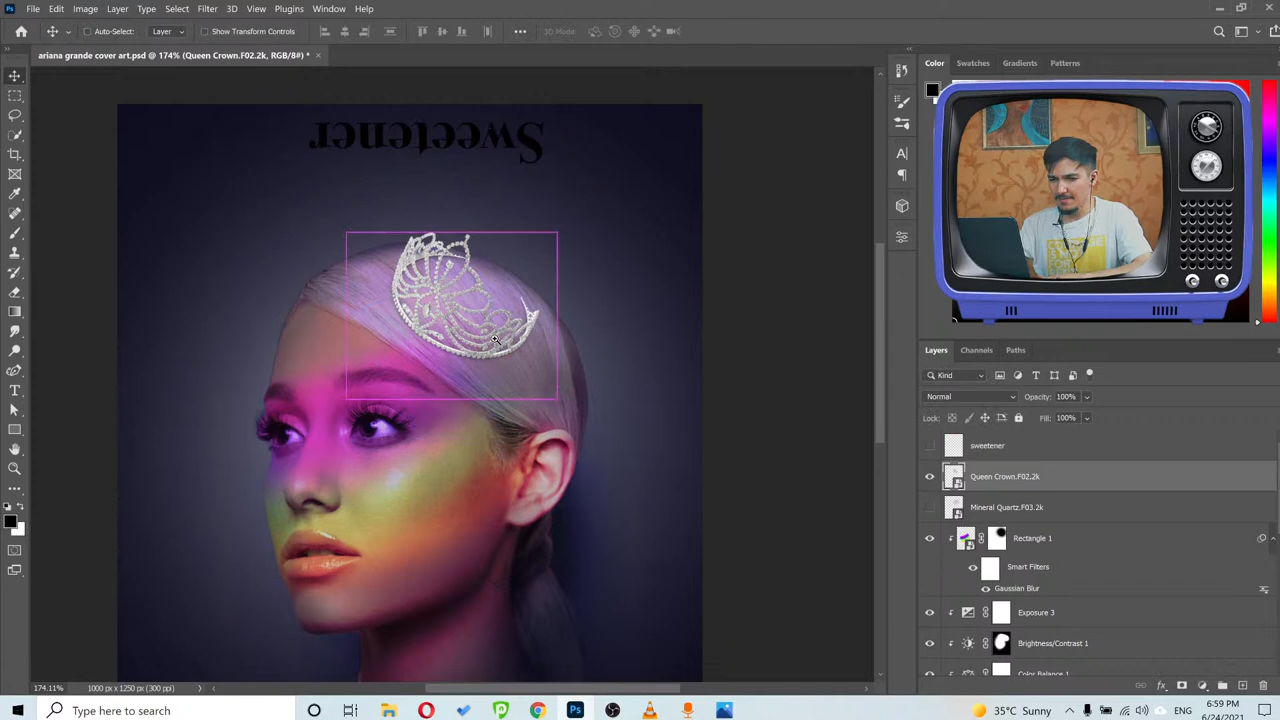 Ps File Edit Image Layer Type Select Filter 3D View Plugins Window Help
Auto-Select: Layer Show Transform Controls 3D Mode:
ariana grande cover art.psd @ 174% (Queen Crown.F02.2k, RGB/8#) *
Sweetener
Color Swatches Gradients Patterns
Layers Channels Paths
Kind
Normal Opacity: 100%
Lock: Fill: 100%
sweetener
Queen Crown.F02.2k
Mineral Quartz.F03.2k
Rectangle 1
Smart Filters
Gaussian Blur
Exposure 3
Brightness/Contrast 1
Color Balance 1
174.11% 1000 px x 1250 px (300 ppi)
Type here to search
Ps
35°C Sunny
ENG
6:59 PM